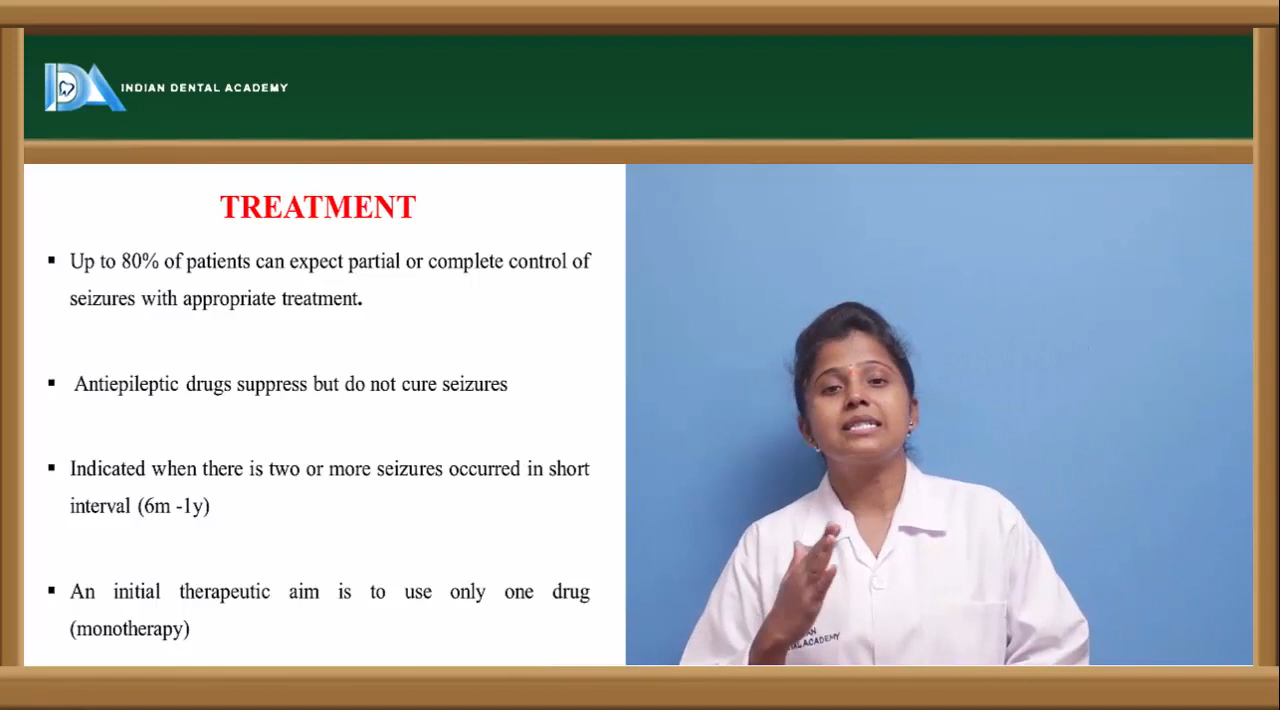 INDIAN DENTAL ACADEMY
TREATMENT
▪ Up to 80% of patients can expect partial or complete control of
seizures with appropriate treatment.
▪ Antiepileptic drugs suppress but do not cure seizures
▪ Indicated when there is two or more seizures occurred in short
interval (6m -1y)
▪ An initial therapeutic aim is to use only one drug
(monotherapy)
ACADEMY